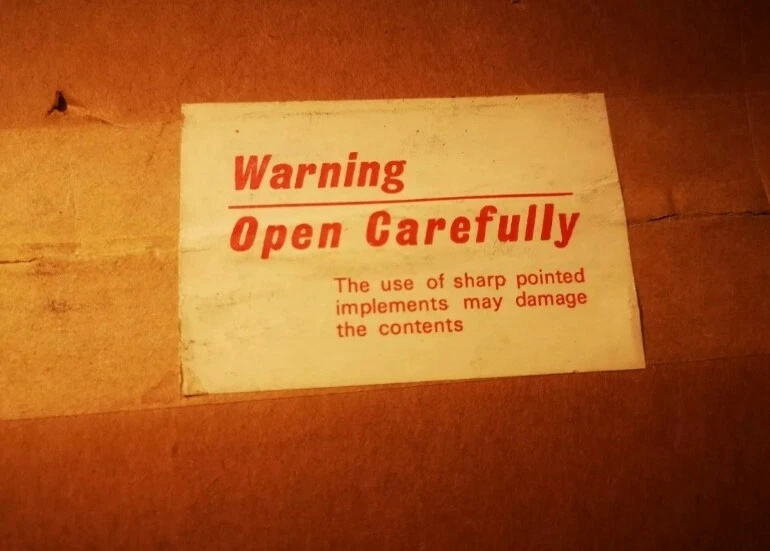 Warning
Open Carefully
The use of sharp pointed
implements may damage
the contents